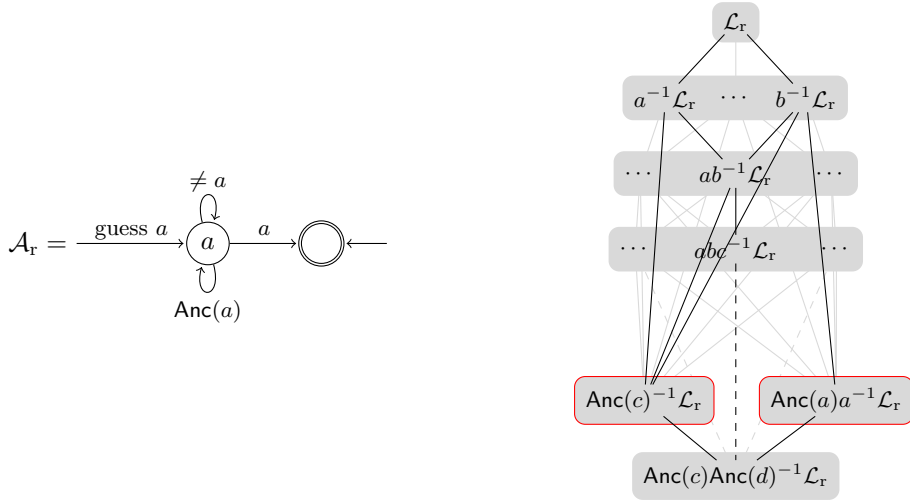 ≠ a
𝒜ᵣ = guess a a a
Anc(a)
ℒᵣ
a⁻¹ℒᵣ ⋯ b⁻¹ℒᵣ
⋯ ab⁻¹ℒᵣ ⋯
⋯ abc⁻¹ℒᵣ ⋯
Anc(c)⁻¹ℒᵣ Anc(a)a⁻¹ℒᵣ
Anc(c)Anc(d)⁻¹ℒᵣ